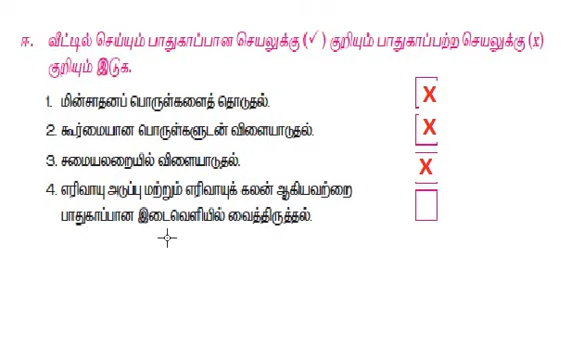 ஈ. வீட்டில் செய்யும் பாதுகாப்பான செயலுக்கு (✓) குறியும் பாதுகாப்பற்ற செயலுக்கு (x)
குறியும் இடுக.
1. மின்சாதனப் பொருள்களைத் தொடுதல். X
2. கூர்மையான பொருள்களுடன் விளையாடுதல். X
3. சமையலறையில் விளையாடுதல். X
4. எரிவாயு அடுப்பு மற்றும் எரிவாயுக் கலன் ஆகியவற்றை
பாதுகாப்பான இடைவெளியில் வைத்திருத்தல்.